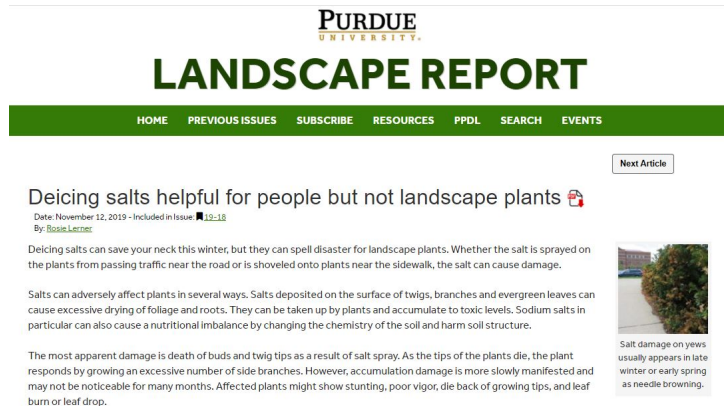 PURDUE
UNIVERSITY®
LANDSCAPE REPORT
HOME PREVIOUS ISSUES SUBSCRIBE RESOURCES PPDL SEARCH EVENTS
Next Article
Deicing salts helpful for people but not landscape plants
Date: November 12, 2019 - Included in Issue: 19-18
By: Rosie Lerner
Deicing salts can save your neck this winter, but they can spell disaster for landscape plants. Whether the salt is sprayed on
the plants from passing traffic near the road or is shoveled onto plants near the sidewalk, the salt can cause damage.
Salts can adversely affect plants in several ways. Salts deposited on the surface of twigs, branches and evergreen leaves can
cause excessive drying of foliage and roots. They can be taken up by plants and accumulate to toxic levels. Sodium salts in
particular can also cause a nutritional imbalance by changing the chemistry of the soil and harm soil structure.
The most apparent damage is death of buds and twig tips as a result of salt spray. As the tips of the plants die, the plant
responds by growing an excessive number of side branches. However, accumulation damage is more slowly manifested and
may not be noticeable for many months. Affected plants might show stunting, poor vigor, die back of growing tips, and leaf
burn or leaf drop.
Salt damage on yews
usually appears in late
winter or early spring
as needle browning.